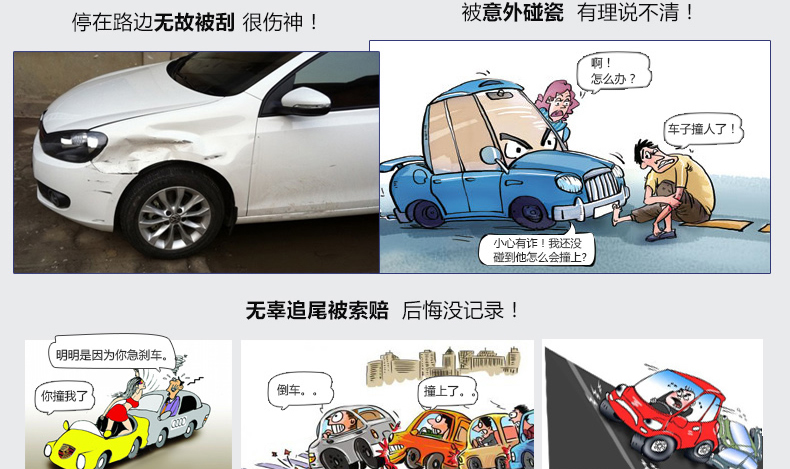 停在路边无故被刮 很伤神！
被意外碰瓷 有理说不清！
啊！
怎么办？
车子撞人了！
小心有诈！我还没
碰到他怎么会撞上？
无辜追尾被索赔 后悔没记录！
明明是因为你急刹车。
你撞我了
倒车。。
撞上了。。